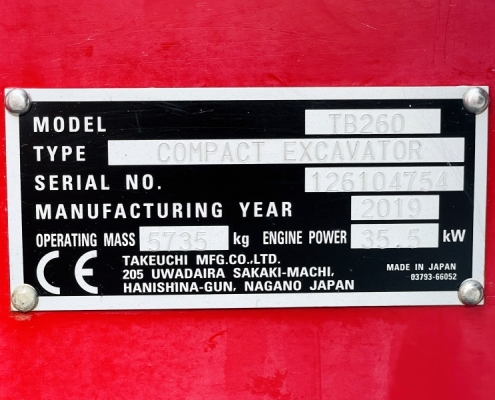 MODEL TB260
TYPE COMPACT EXCAVATOR
SERIAL NO. 126104754
MANUFACTURING YEAR 2019
OPERATING MASS 5735 kg ENGINE POWER 35.5 kW
CE TAKEUCHI MFG.CO.,LTD.
205 UWADAIRA SAKAKI-MACHI,
HANISHINA-GUN, NAGANO JAPAN
MADE IN JAPAN
03793-66052